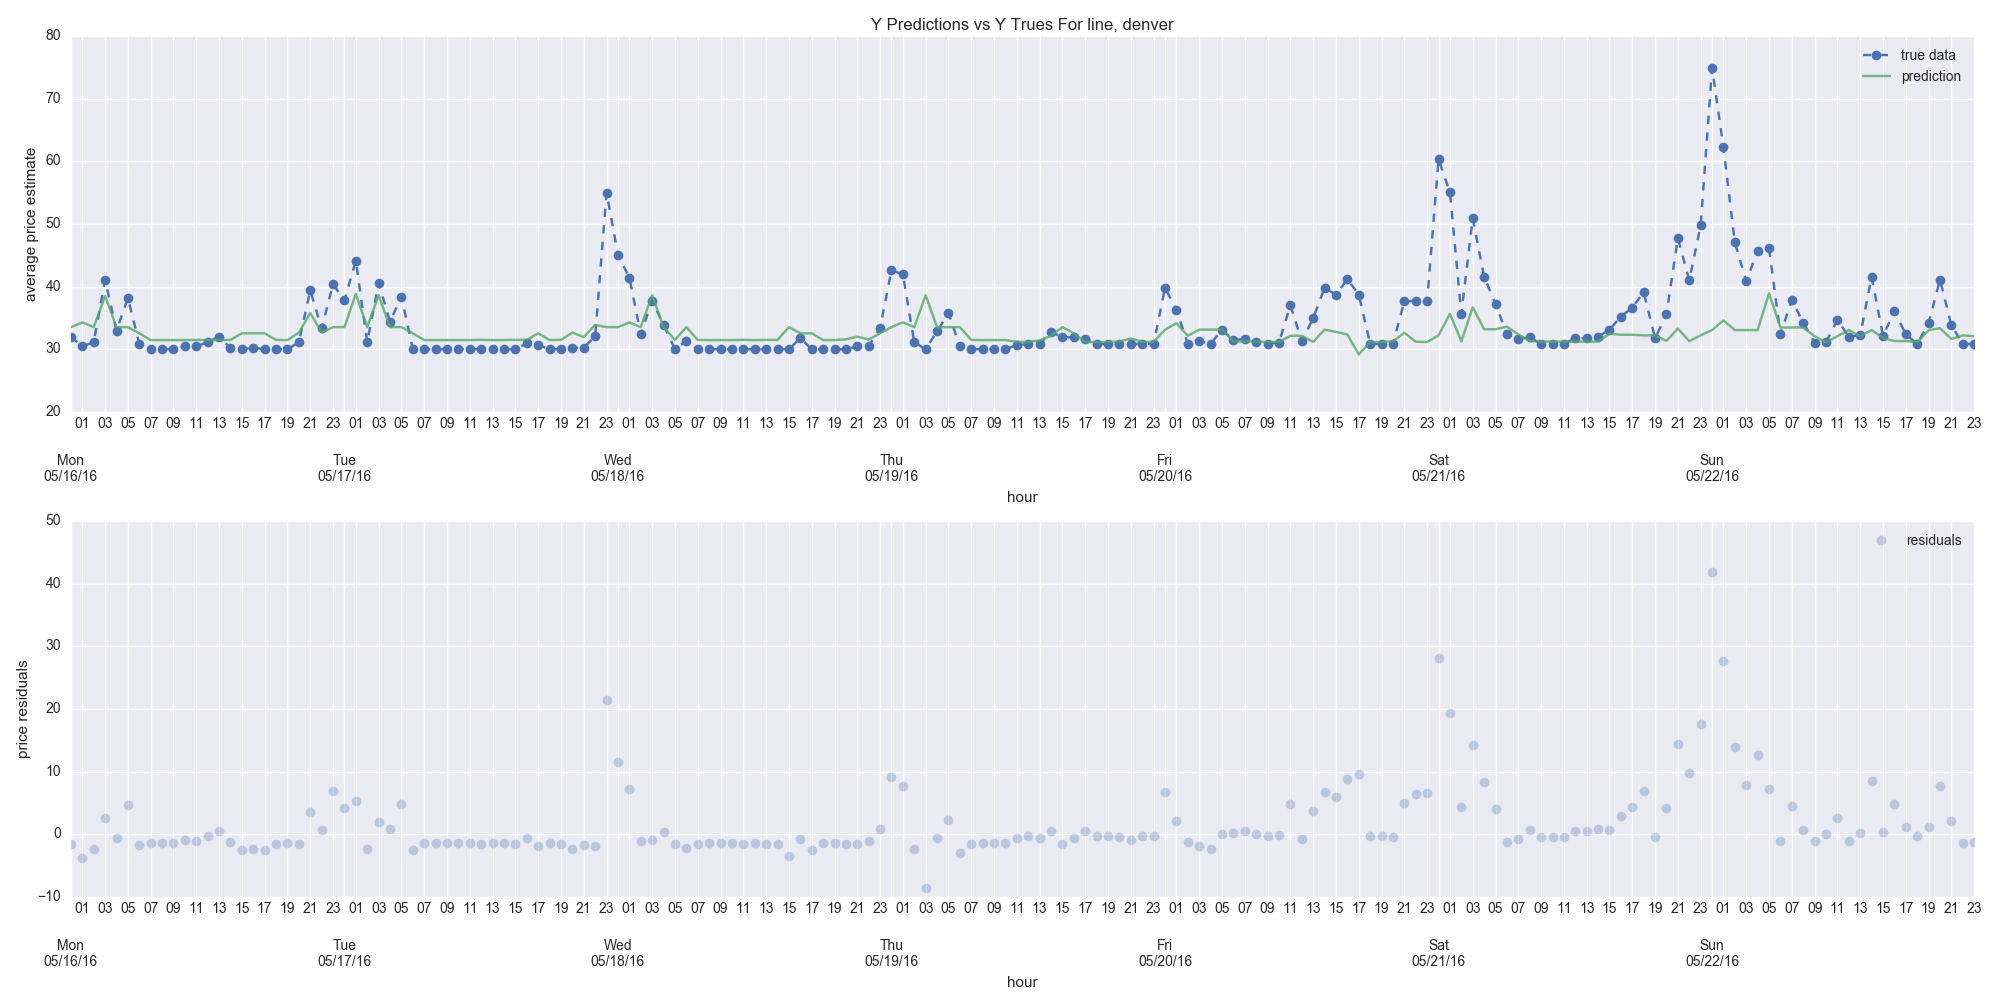 Y Predictions vs Y Trues For line, denver
80
70
60
50
40
30
20
average price estimate
true data
prediction
01 03 05 07 09 11 13 15 17 19 21 23 01 03 05 07 09 11 13 15 17 19 21 23 01 03 05 07 09 11 13 15 17 19 21 23 01 03 05 07 09 11 13 15 17 19 21 23 01 03 05 07 09 11 13 15 17 19 21 23 01 03 05 07 09 11 13 15 17 19 21 23 01 03 05 07 09 11 13 15 17 19 21 23
Mon Tue Wed Thu Fri Sat Sun
05/16/16 05/17/16 05/18/16 05/19/16 05/20/16 05/21/16 05/22/16
hour
50
40
30
20
10
0
−10
price residuals
residuals
01 03 05 07 09 11 13 15 17 19 21 23 01 03 05 07 09 11 13 15 17 19 21 23 01 03 05 07 09 11 13 15 17 19 21 23 01 03 05 07 09 11 13 15 17 19 21 23 01 03 05 07 09 11 13 15 17 19 21 23 01 03 05 07 09 11 13 15 17 19 21 23 01 03 05 07 09 11 13 15 17 19 21 23
Mon Tue Wed Thu Fri Sat Sun
05/16/16 05/17/16 05/18/16 05/19/16 05/20/16 05/21/16 05/22/16
hour